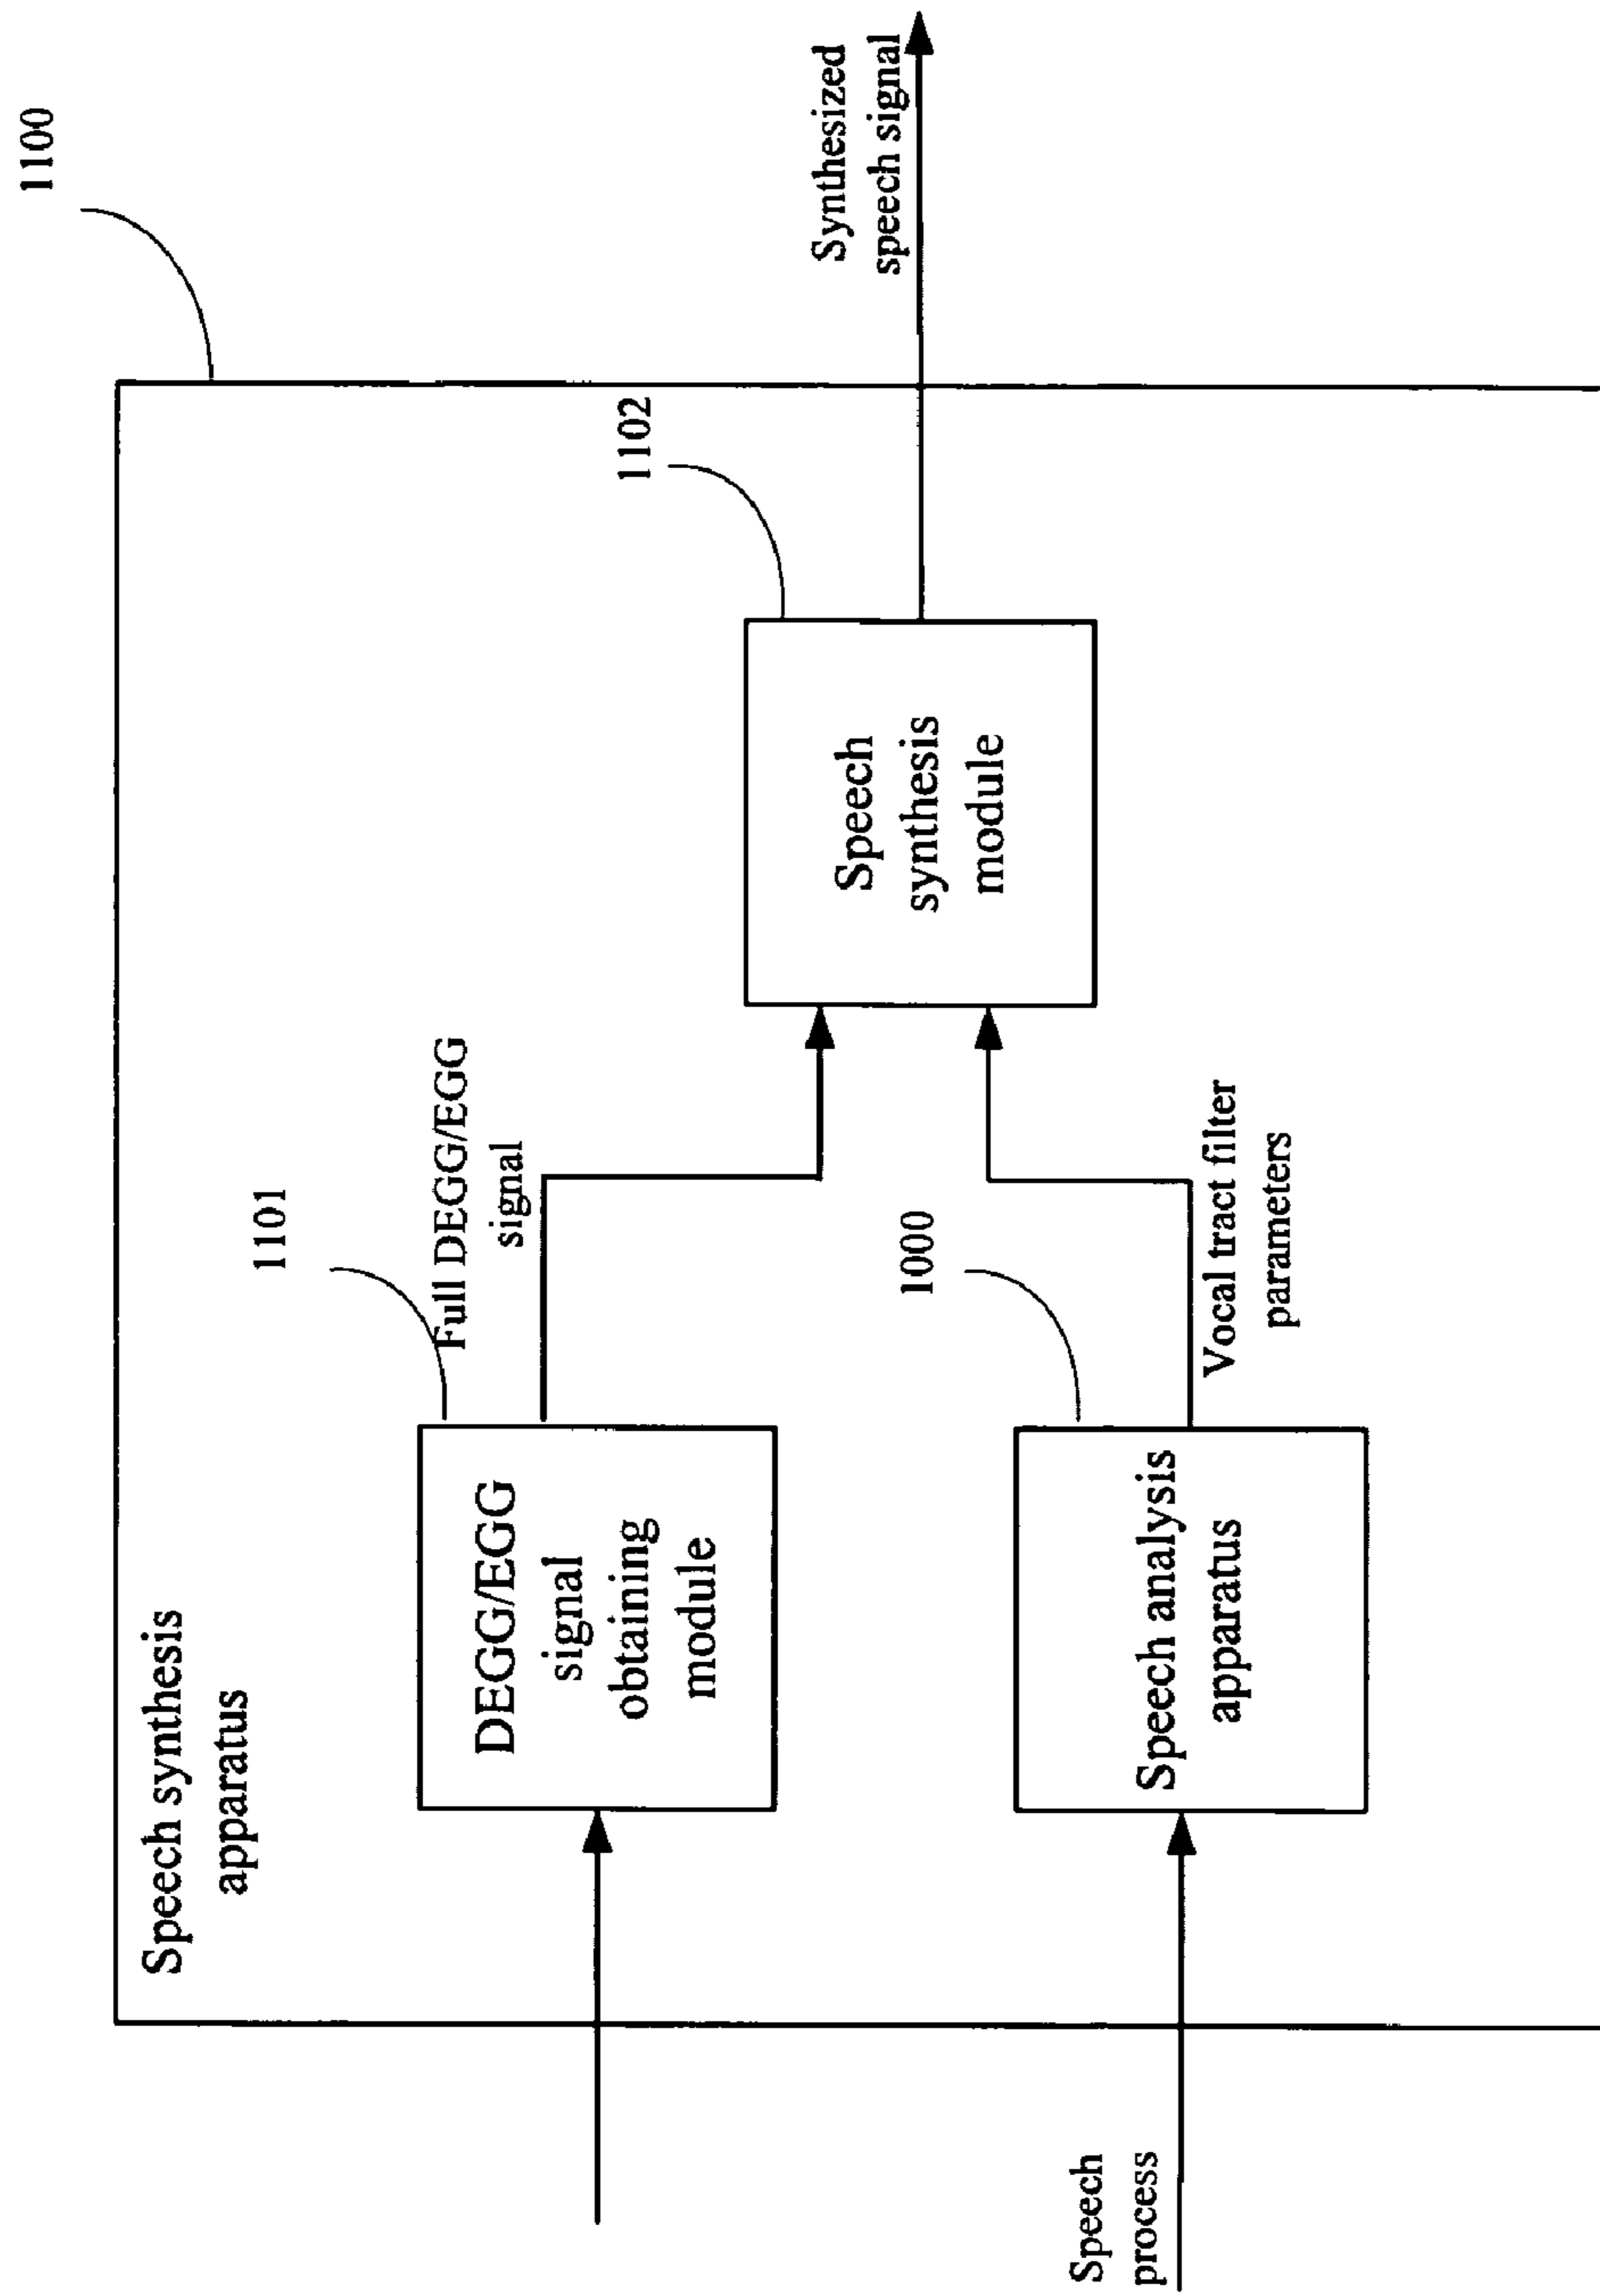 1100
Speech synthesis
apparatus
1101
1102
Full DEGG/EGG
signal
DEGG/EGG
signal
obtaining
module
Speech
synthesis
module
Synthesized
speech signal
1000
Speech analysis
apparatus
Vocal tract filter
parameters
Speech
process